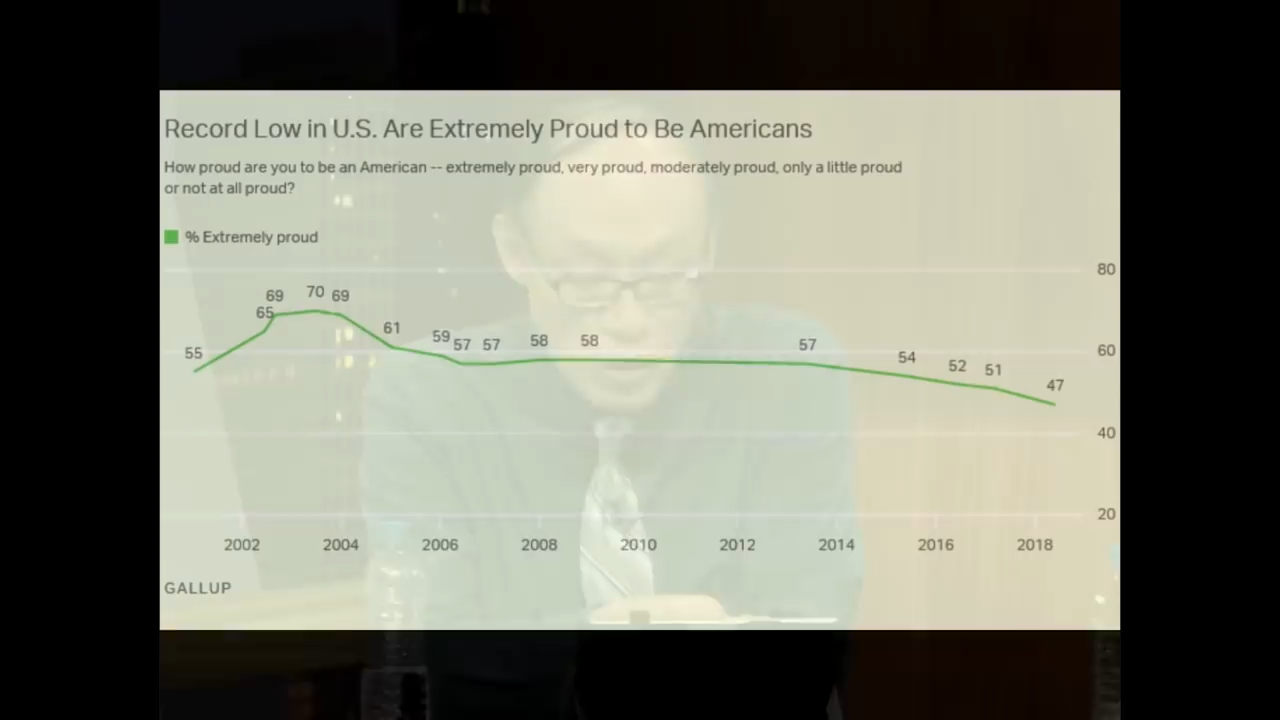 Record Low in U.S. Are Extremely Proud to Be Americans
How proud are you to be an American -- extremely proud, very proud, moderately proud, only a little proud
or not at all proud?
% Extremely proud
80
69 70 69
65
61
59 57 57 58 58 57
55
60
54 52 51
47
40
20
2002 2004 2006 2008 2010 2012 2014 2016 2018
GALLUP